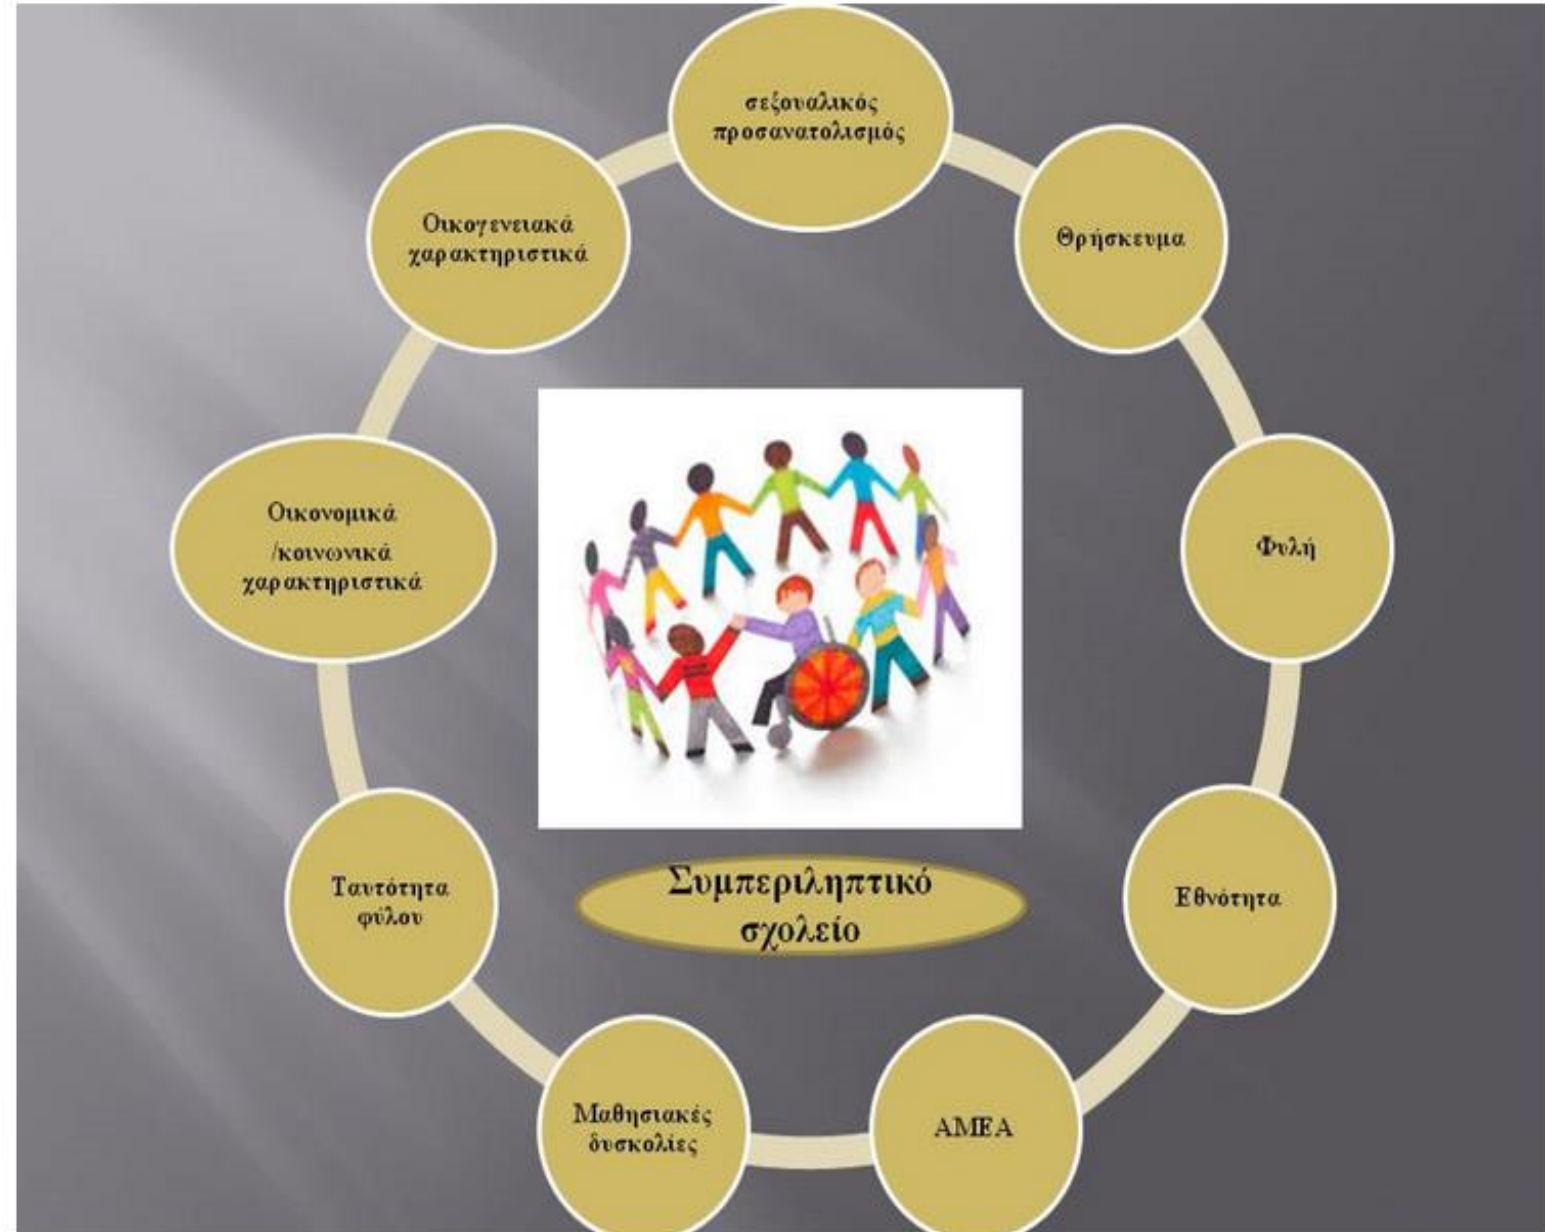 σεξουαλικός
προσανατολισμός
Θρήσκευμα
Φυλή
Εθνότητα
ΑΜΕΑ
Μαθησιακές
δυσκολίες
Ταυτότητα
φύλου
Οικονομικά
/κοινωνικά
χαρακτηριστικά
Οικογενειακά
χαρακτηριστικά
Συμπεριληπτικό
σχολείο